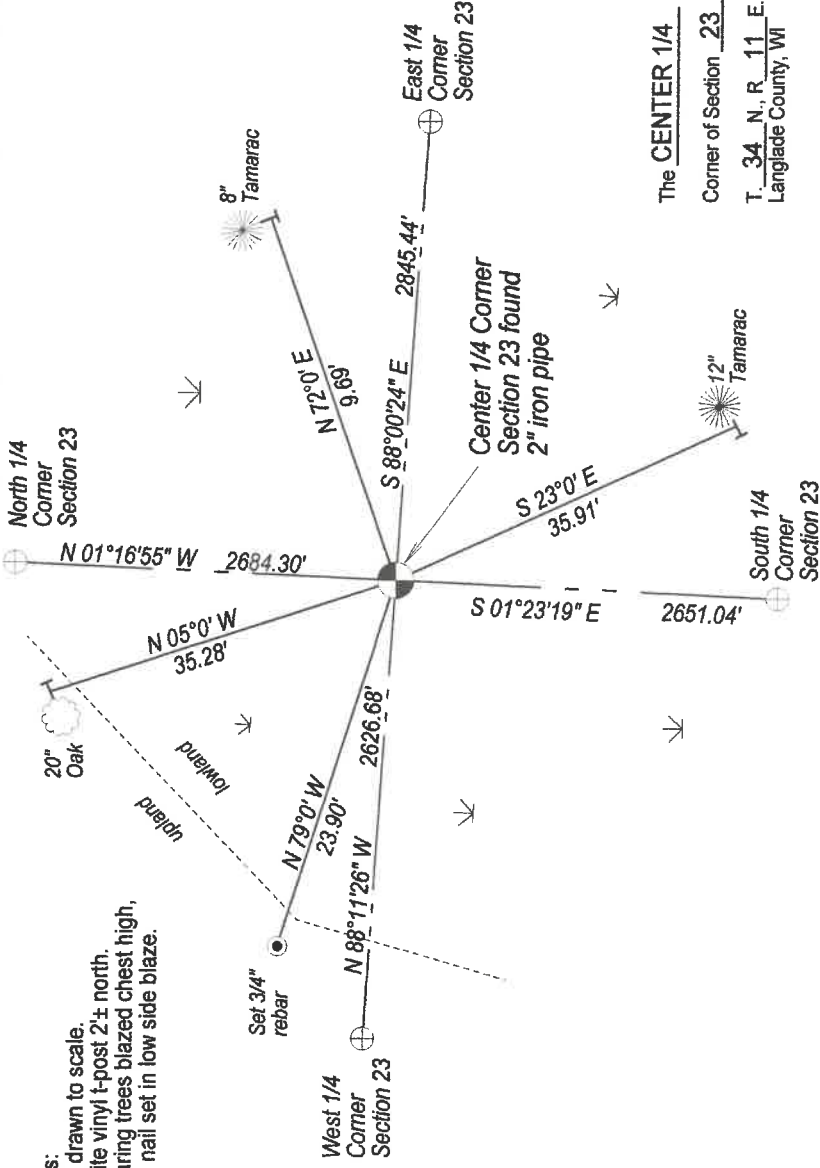 s:
drawn to scale.
ite vinyl t-post 2'± north.
uring trees blazed chest high,
nail set in low side blaze.
North 1/4
Corner
Section 23
N 01°16'55" W 2684.30'
20"
Oak
N 05°0' W
35.28'
upland
lowland
8"
Tamarac
N 72°0' E
9.69'
East 1/4
Corner
Section 23
S 88°00'24" E 2845.44'
Set 3/4"
rebar
N 79°0' W
23.90'
West 1/4
Corner
Section 23
N 88°11'26" W 2626.68'
Center 1/4 Corner
Section 23 found
2" iron pipe
S 23°0' E
35.91'
12"
Tamarac
S 01°23'19" E 2651.04'
South 1/4
Corner
Section 23
The CENTER 1/4
Corner of Section 23
T. 34 N., R 11 E.
Langlade County, WI